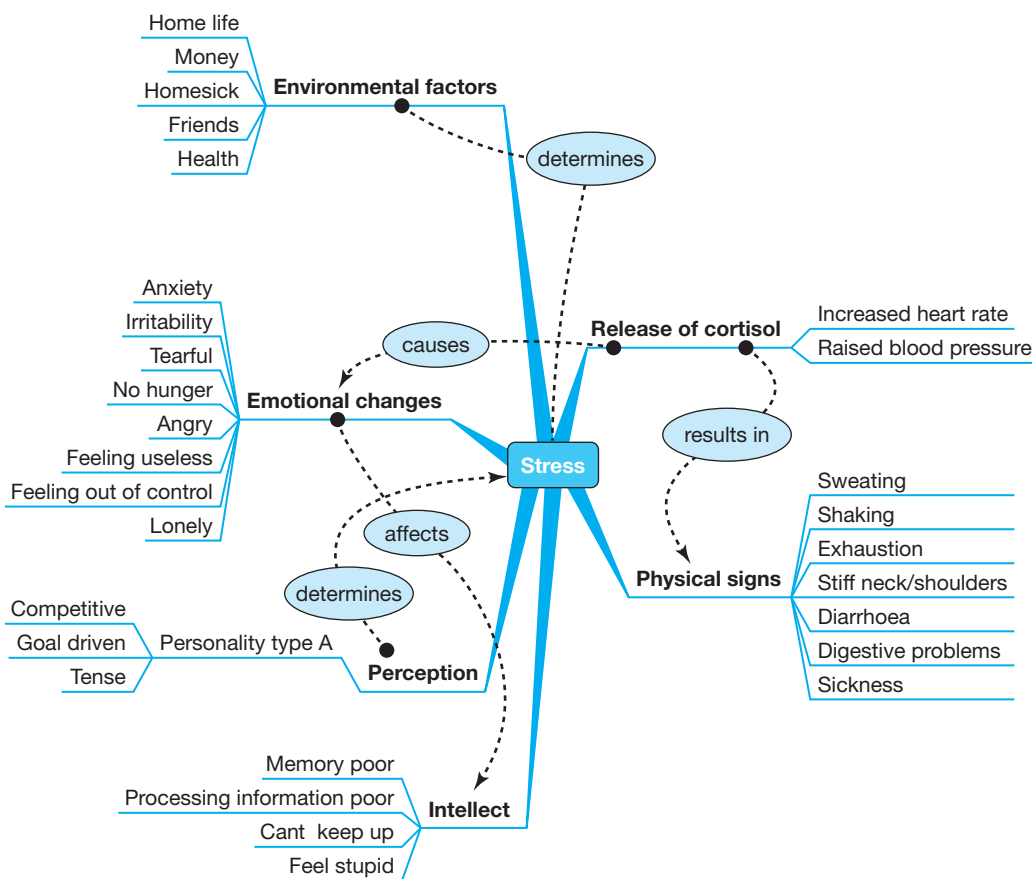 Home life
Money
Homesick
Friends
Health
Environmental factors
determines
Anxiety
Irritability
Tearful
No hunger
Angry
Feeling useless
Feeling out of control
Lonely
Emotional changes
causes
Release of cortisol
Increased heart rate
Raised blood pressure
results in
Stress
affects
determines
Physical signs
Sweating
Shaking
Exhaustion
Stiff neck/shoulders
Diarrhoea
Digestive problems
Sickness
Competitive
Goal driven
Tense
Personality type A
Perception
Memory poor
Processing information poor
Cant keep up
Feel stupid
Intellect